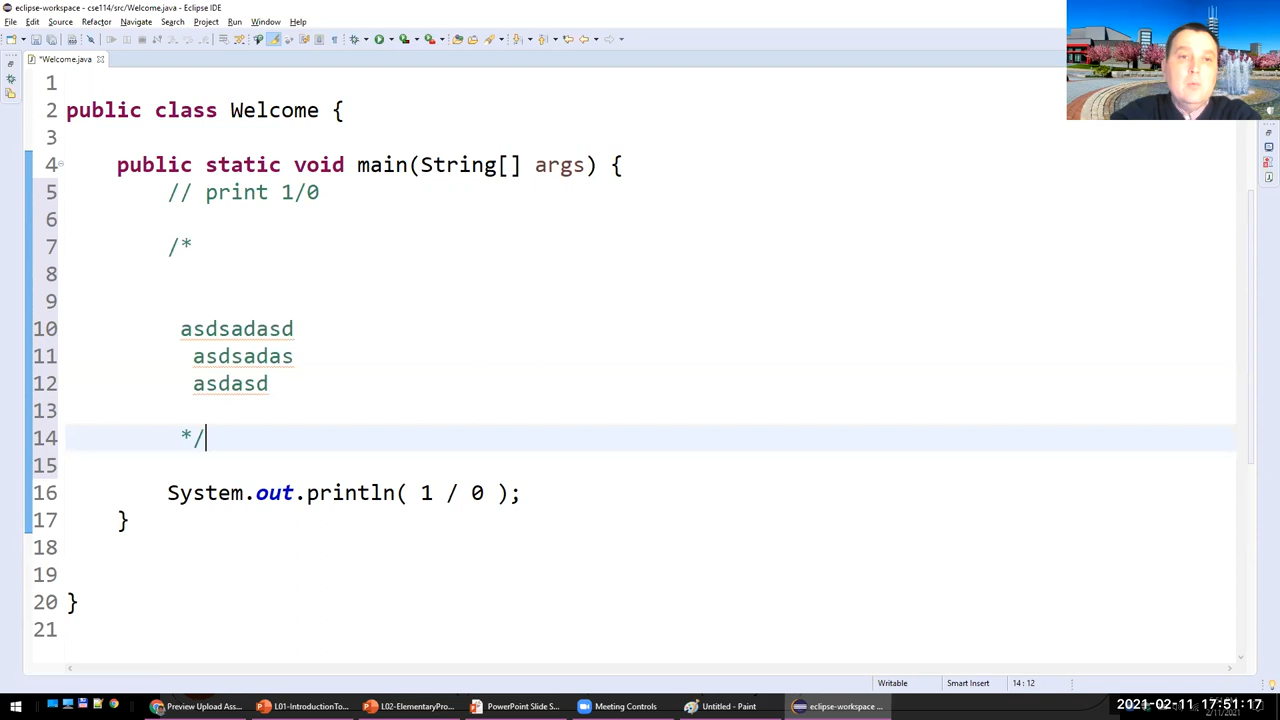 eclipse-workspace - cse114/src/Welcome.java - Eclipse IDE
File Edit Source Refactor Navigate Search Project Run Window Help
*Welcome.java
1
2 public class Welcome {
3
4 public static void main(String[] args) {
5 // print 1/0
6
7 /*
8
9
10 asdsadasd
11 asdsadas
12 asdasd
13
14 */
15
16 System.out.println( 1 / 0 );
17 }
18
19
20 }
21
Writable Smart Insert 14 : 12
Preview Upload Ass... L01-IntroductionTo... L02-ElementaryPro... PowerPoint Slide S... Meeting Controls Untitled - Paint eclipse-workspace ...
2021-02-11 17:51:17